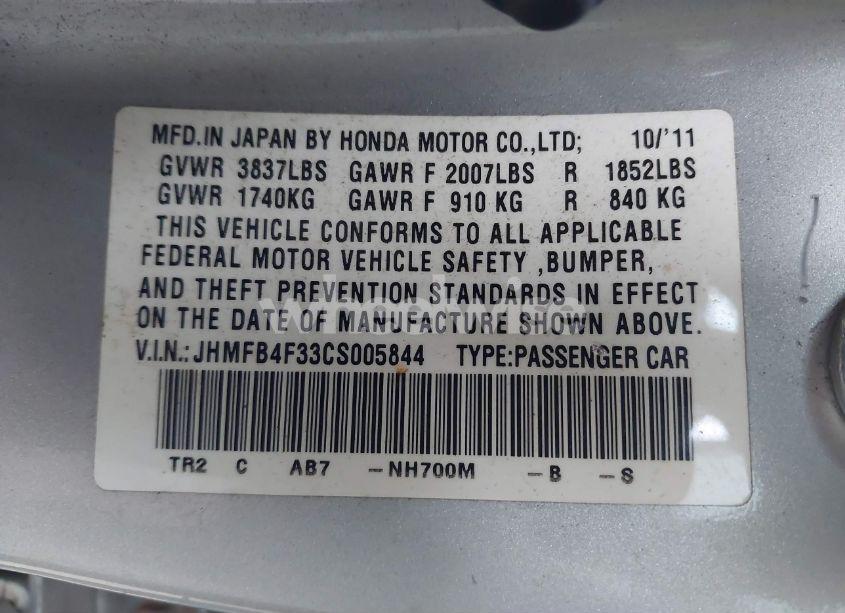 MFD.IN JAPAN BY HONDA MOTOR CO.,LTD; 10/'11
GVWR 3837LBS GAWR F 2007LBS R 1852LBS
GVWR 1740KG GAWR F 910 KG R 840 KG
THIS VEHICLE CONFORMS TO ALL APPLICABLE
FEDERAL MOTOR VEHICLE SAFETY ,BUMPER,
AND THEFT PREVENTION STANDARDS IN EFFECT
ON THE DATE OF MANUFACTURE SHOWN ABOVE.
V.I.N.: JHMFB4F33CS005844 TYPE:PASSENGER CAR
TR2 C AB7 -NH700M -B -S